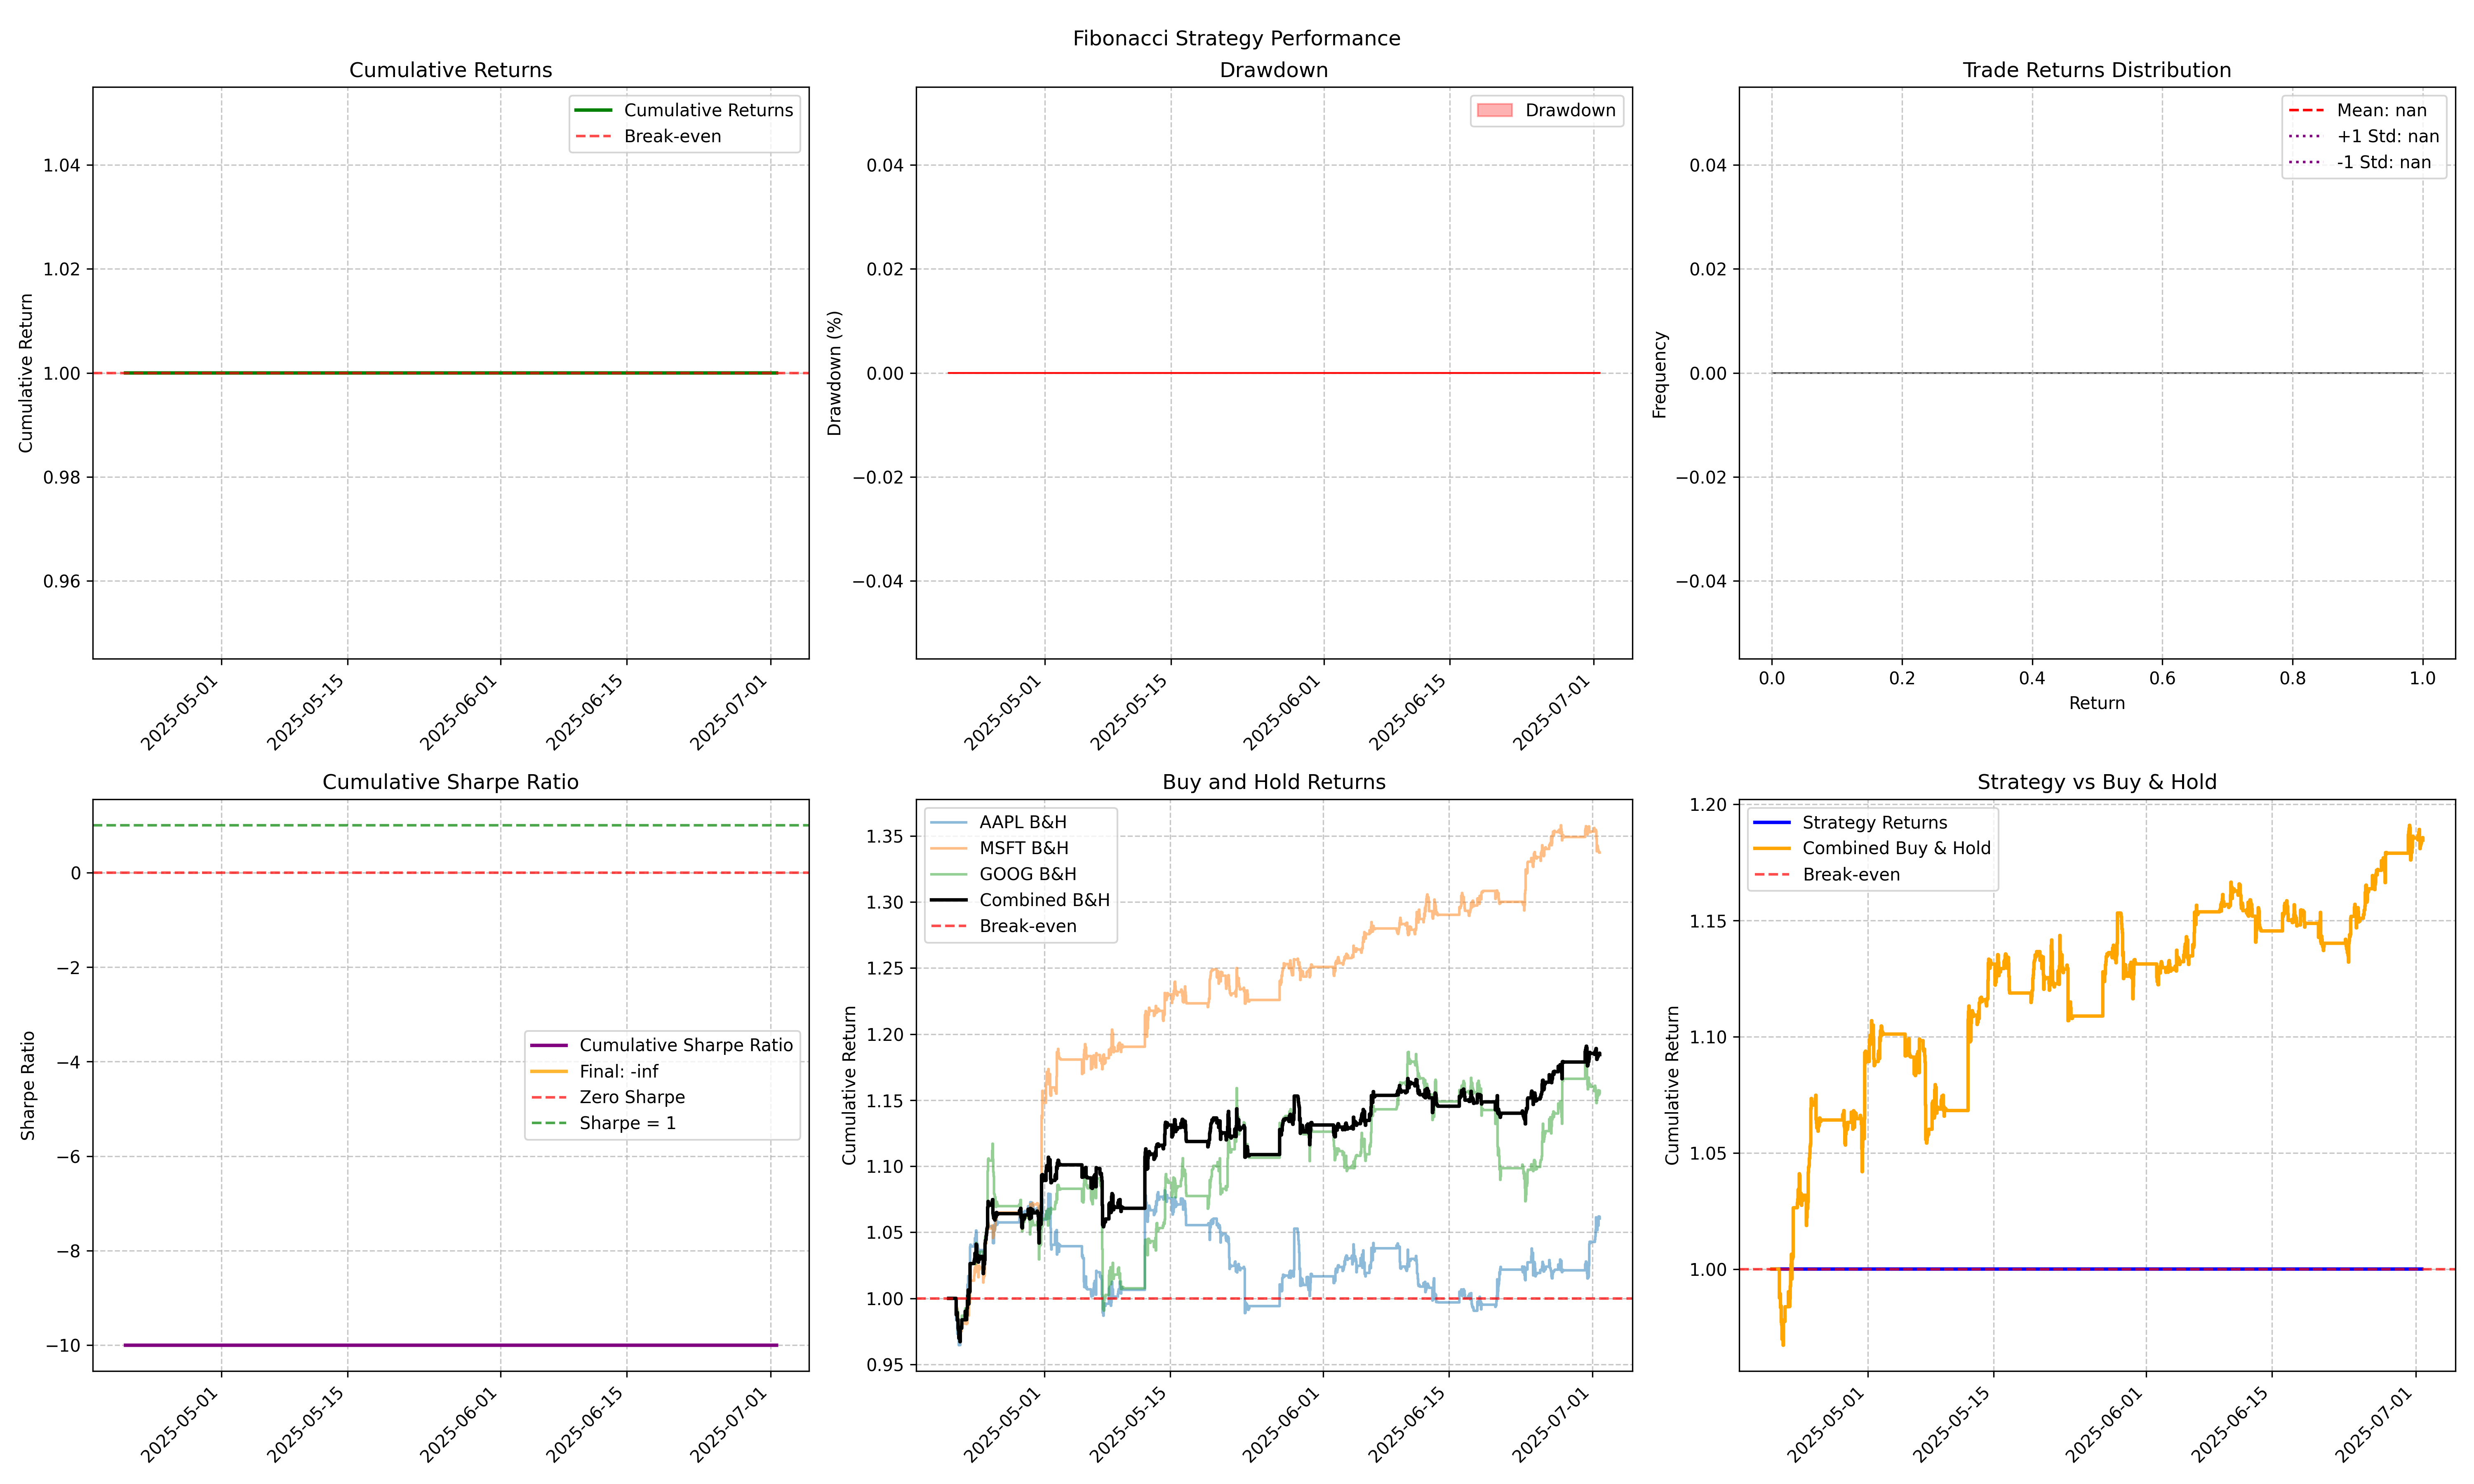 Fibonacci Strategy Performance
Cumulative Returns
Cumulative Return
1.04
1.02
1.00
0.98
0.96
Cumulative Returns
Break-even
2025-05-01
2025-05-15
2025-06-01
2025-06-15
2025-07-01
Drawdown
Drawdown (%)
0.04
0.02
0.00
−0.02
−0.04
Drawdown
2025-05-01
2025-05-15
2025-06-01
2025-06-15
2025-07-01
Trade Returns Distribution
Frequency
0.04
0.02
0.00
−0.02
−0.04
Mean: nan
+1 Std: nan
-1 Std: nan
0.0
0.2
0.4
0.6
0.8
1.0
Return
Cumulative Sharpe Ratio
Sharpe Ratio
0
−2
−4
−6
−8
−10
Cumulative Sharpe Ratio
Final: -inf
Zero Sharpe
Sharpe = 1
2025-05-01
2025-05-15
2025-06-01
2025-06-15
2025-07-01
Buy and Hold Returns
Cumulative Return
1.35
1.30
1.25
1.20
1.15
1.10
1.05
1.00
0.95
AAPL B&H
MSFT B&H
GOOG B&H
Combined B&H
Break-even
2025-05-01
2025-05-15
2025-06-01
2025-06-15
2025-07-01
Strategy vs Buy & Hold
Cumulative Return
1.20
1.15
1.10
1.05
1.00
Strategy Returns
Combined Buy & Hold
Break-even
2025-05-01
2025-05-15
2025-06-01
2025-06-15
2025-07-01